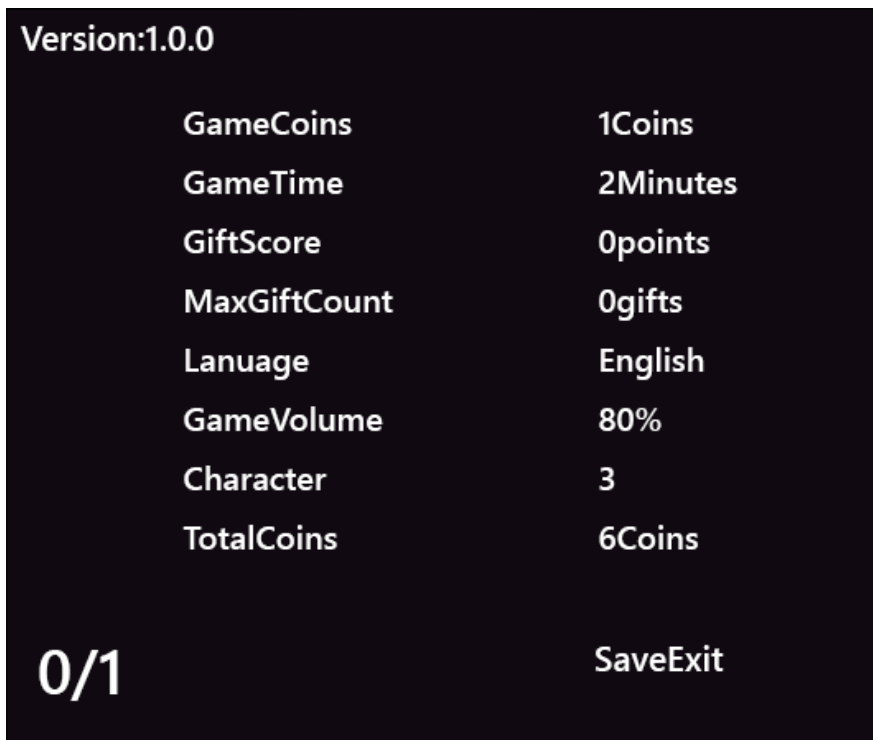 Version:1.0.0
GameCoins 1Coins
GameTime 2Minutes
GiftScore 0points
MaxGiftCount 0gifts
Lanuage English
GameVolume 80%
Character 3
TotalCoins 6Coins
0/1 SaveExit